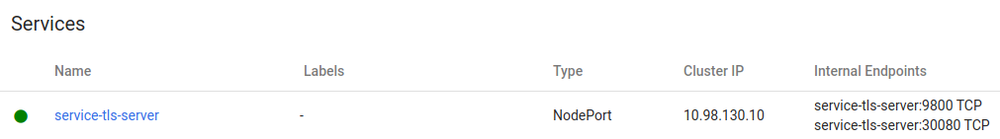 Services
Name Labels Type Cluster IP Internal Endpoints
service-tls-server - NodePort 10.98.130.10 service-tls-server:9800 TCP
service-tls-server:30080 TCP